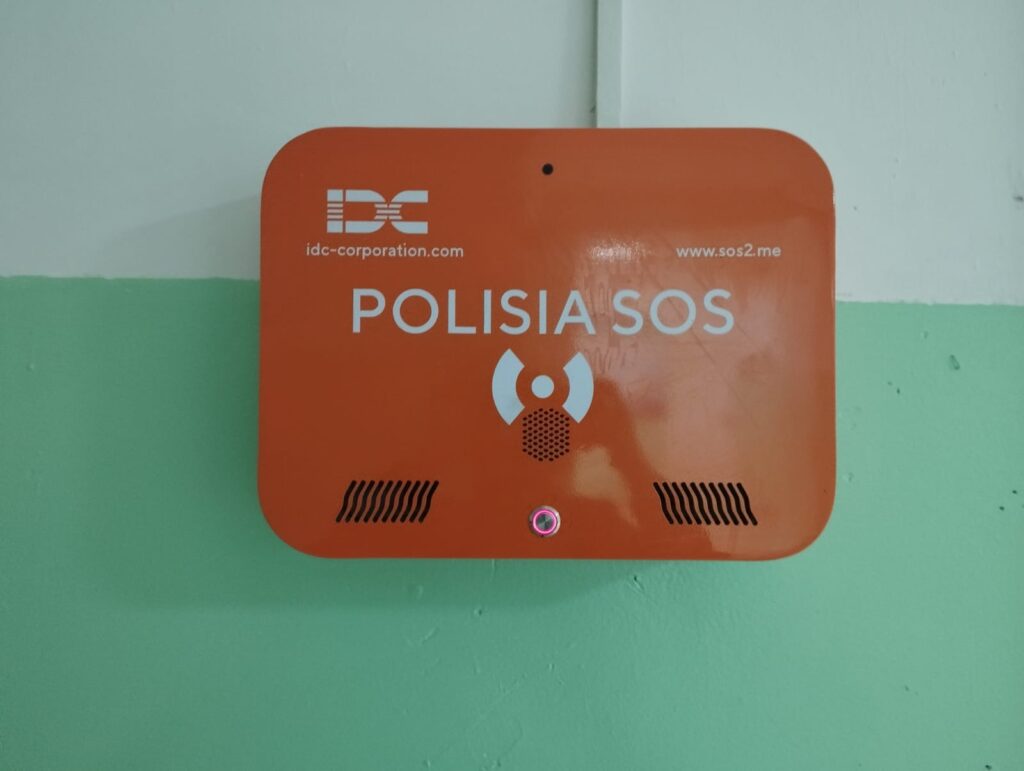 IDC
idc-corporation.com
www.sos2.me
POLISIA SOS